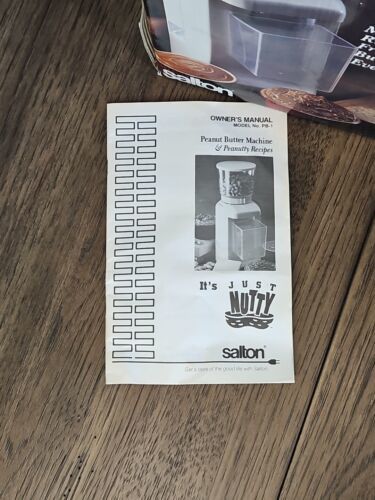 salton
OWNER'S MANUAL
MODEL No. PB-1
Peanut Butter Machine
& Peanutty Recipes
It's JUST
NUTTY
salton
Get a taste of the good life with Salton.